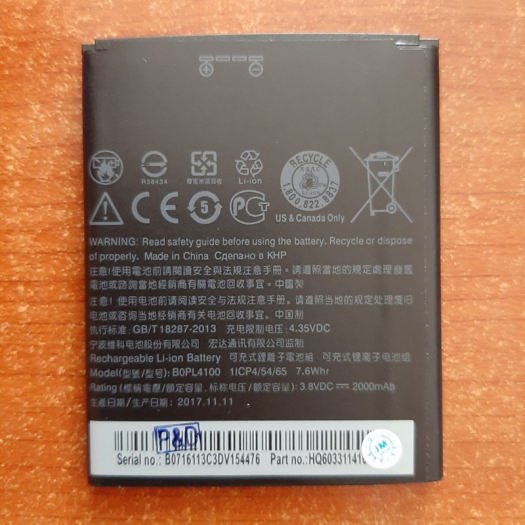 R38434
Li-ion
RECYCLE
RBRC
1.800.822.8837
US & Canada Only
CE
5
WARNING: Read safety guide before using the battery. Recycle or dispose
of properly. Made in China Сделано в КНР
注意!使用電池前請閱讀安全與法規注意手冊。請遵照當地的規定處理廢舊
電池或諮詢當地經銷商有關電池回收事宜。中國製
注意!使用电池前请阅读安全与法规注意手册。请遵照当地的规定处理废旧
电池或咨询当地经销商有关电池回收事宜。中国制
执行标准: GB/T 18287-2013 充电限制电压: 4.35VDC
宁波维科电池股份有限公司 宏达通讯有限公司监制
Rechargeable Li-ion Battery 可充式鋰離子電池組 可充式锂离子电池组
Model(型號/型号): B0PL4100 1ICP4/54/65 7.6Whr
Rating (標稱電壓/額定容量, 标称电压/额定容量): 3.8VDC 2000mAh
生產日期/生产日期: 2017.11.11
P&D
Serial no.: B0716113C3DV154476 Part no.: HQ603311410